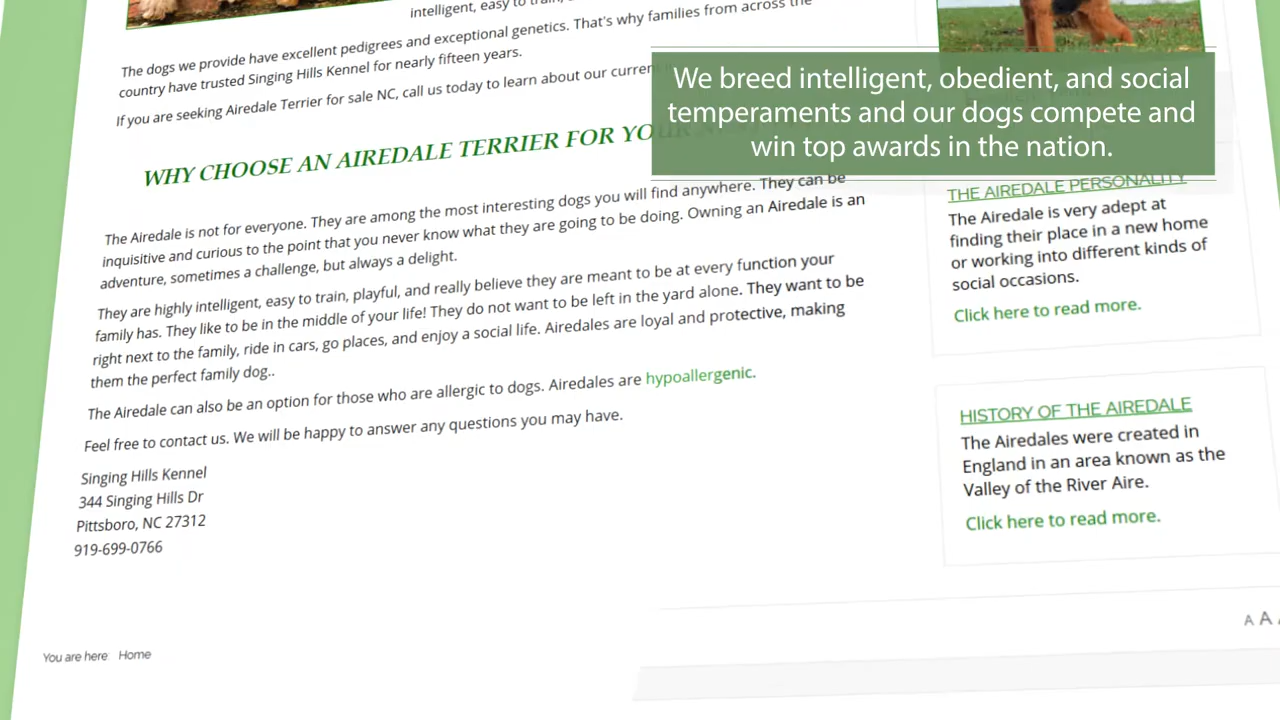 intelligent, easy to train,
The dogs we provide have excellent pedigrees and exceptional genetics. That's why families from across the
country have trusted Singing Hills Kennel for nearly fifteen years.
If you are seeking Airedale Terrier for sale NC, call us today to learn about our current
WHY CHOOSE AN AIREDALE TERRIER FOR YOUR
The Airedale is not for everyone. They are among the most interesting dogs you will find anywhere. They can be
inquisitive and curious to the point that you never know what they are going to be doing. Owning an Airedale is an
adventure, sometimes a challenge, but always a delight.
They are highly intelligent, easy to train, playful, and really believe they are meant to be at every function your
family has. They like to be in the middle of your life! They do not want to be left in the yard alone. They want to be
right next to the family, ride in cars, go places, and enjoy a social life. Airedales are loyal and protective, making
them the perfect family dog..
The Airedale can also be an option for those who are allergic to dogs. Airedales are hypoallergenic.
Feel free to contact us. We will be happy to answer any questions you may have.
Singing Hills Kennel
344 Singing Hills Dr
Pittsboro, NC 27312
919-699-0766
You are here: Home
We breed intelligent, obedient, and social
temperaments and our dogs compete and
win top awards in the nation.
THE AIREDALE PERSONALITY
The Airedale is very adept at
finding their place in a new home
or working into different kinds of
social occasions.
Click here to read more.
HISTORY OF THE AIREDALE
The Airedales were created in
England in an area known as the
Valley of the River Aire.
Click here to read more.
A A A